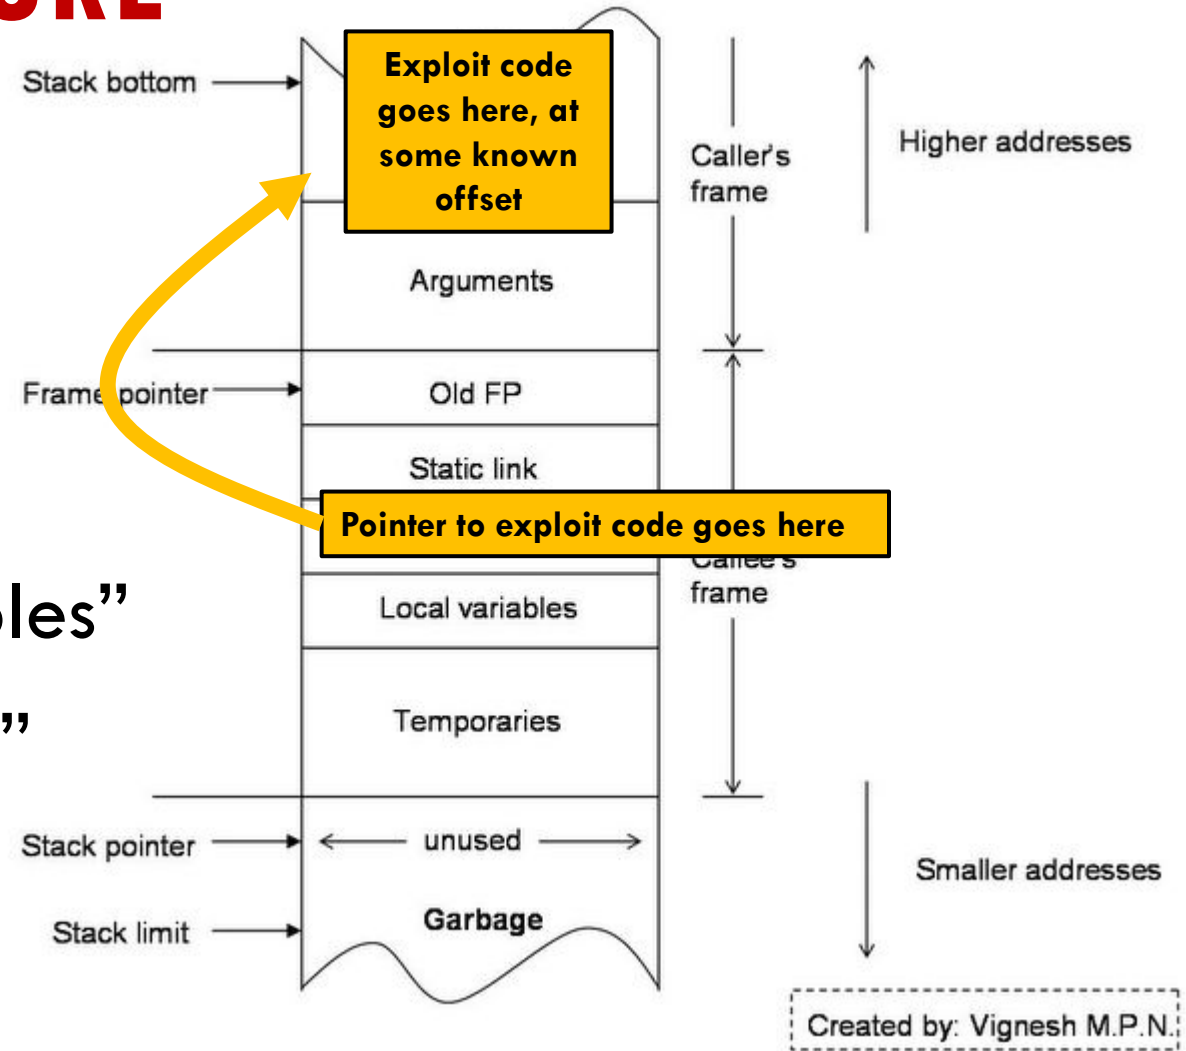 Stack bottom
Exploit code
goes here, at
some known
offset
Caller's
frame
Higher addresses
Arguments
Frame pointer
Old FP
Static link
Pointer to exploit code goes here
Callee's
frame
Local variables
Temporaries
Stack pointer
unused
Smaller addresses
Stack limit
Garbage
Created by: Vignesh M.P.N.